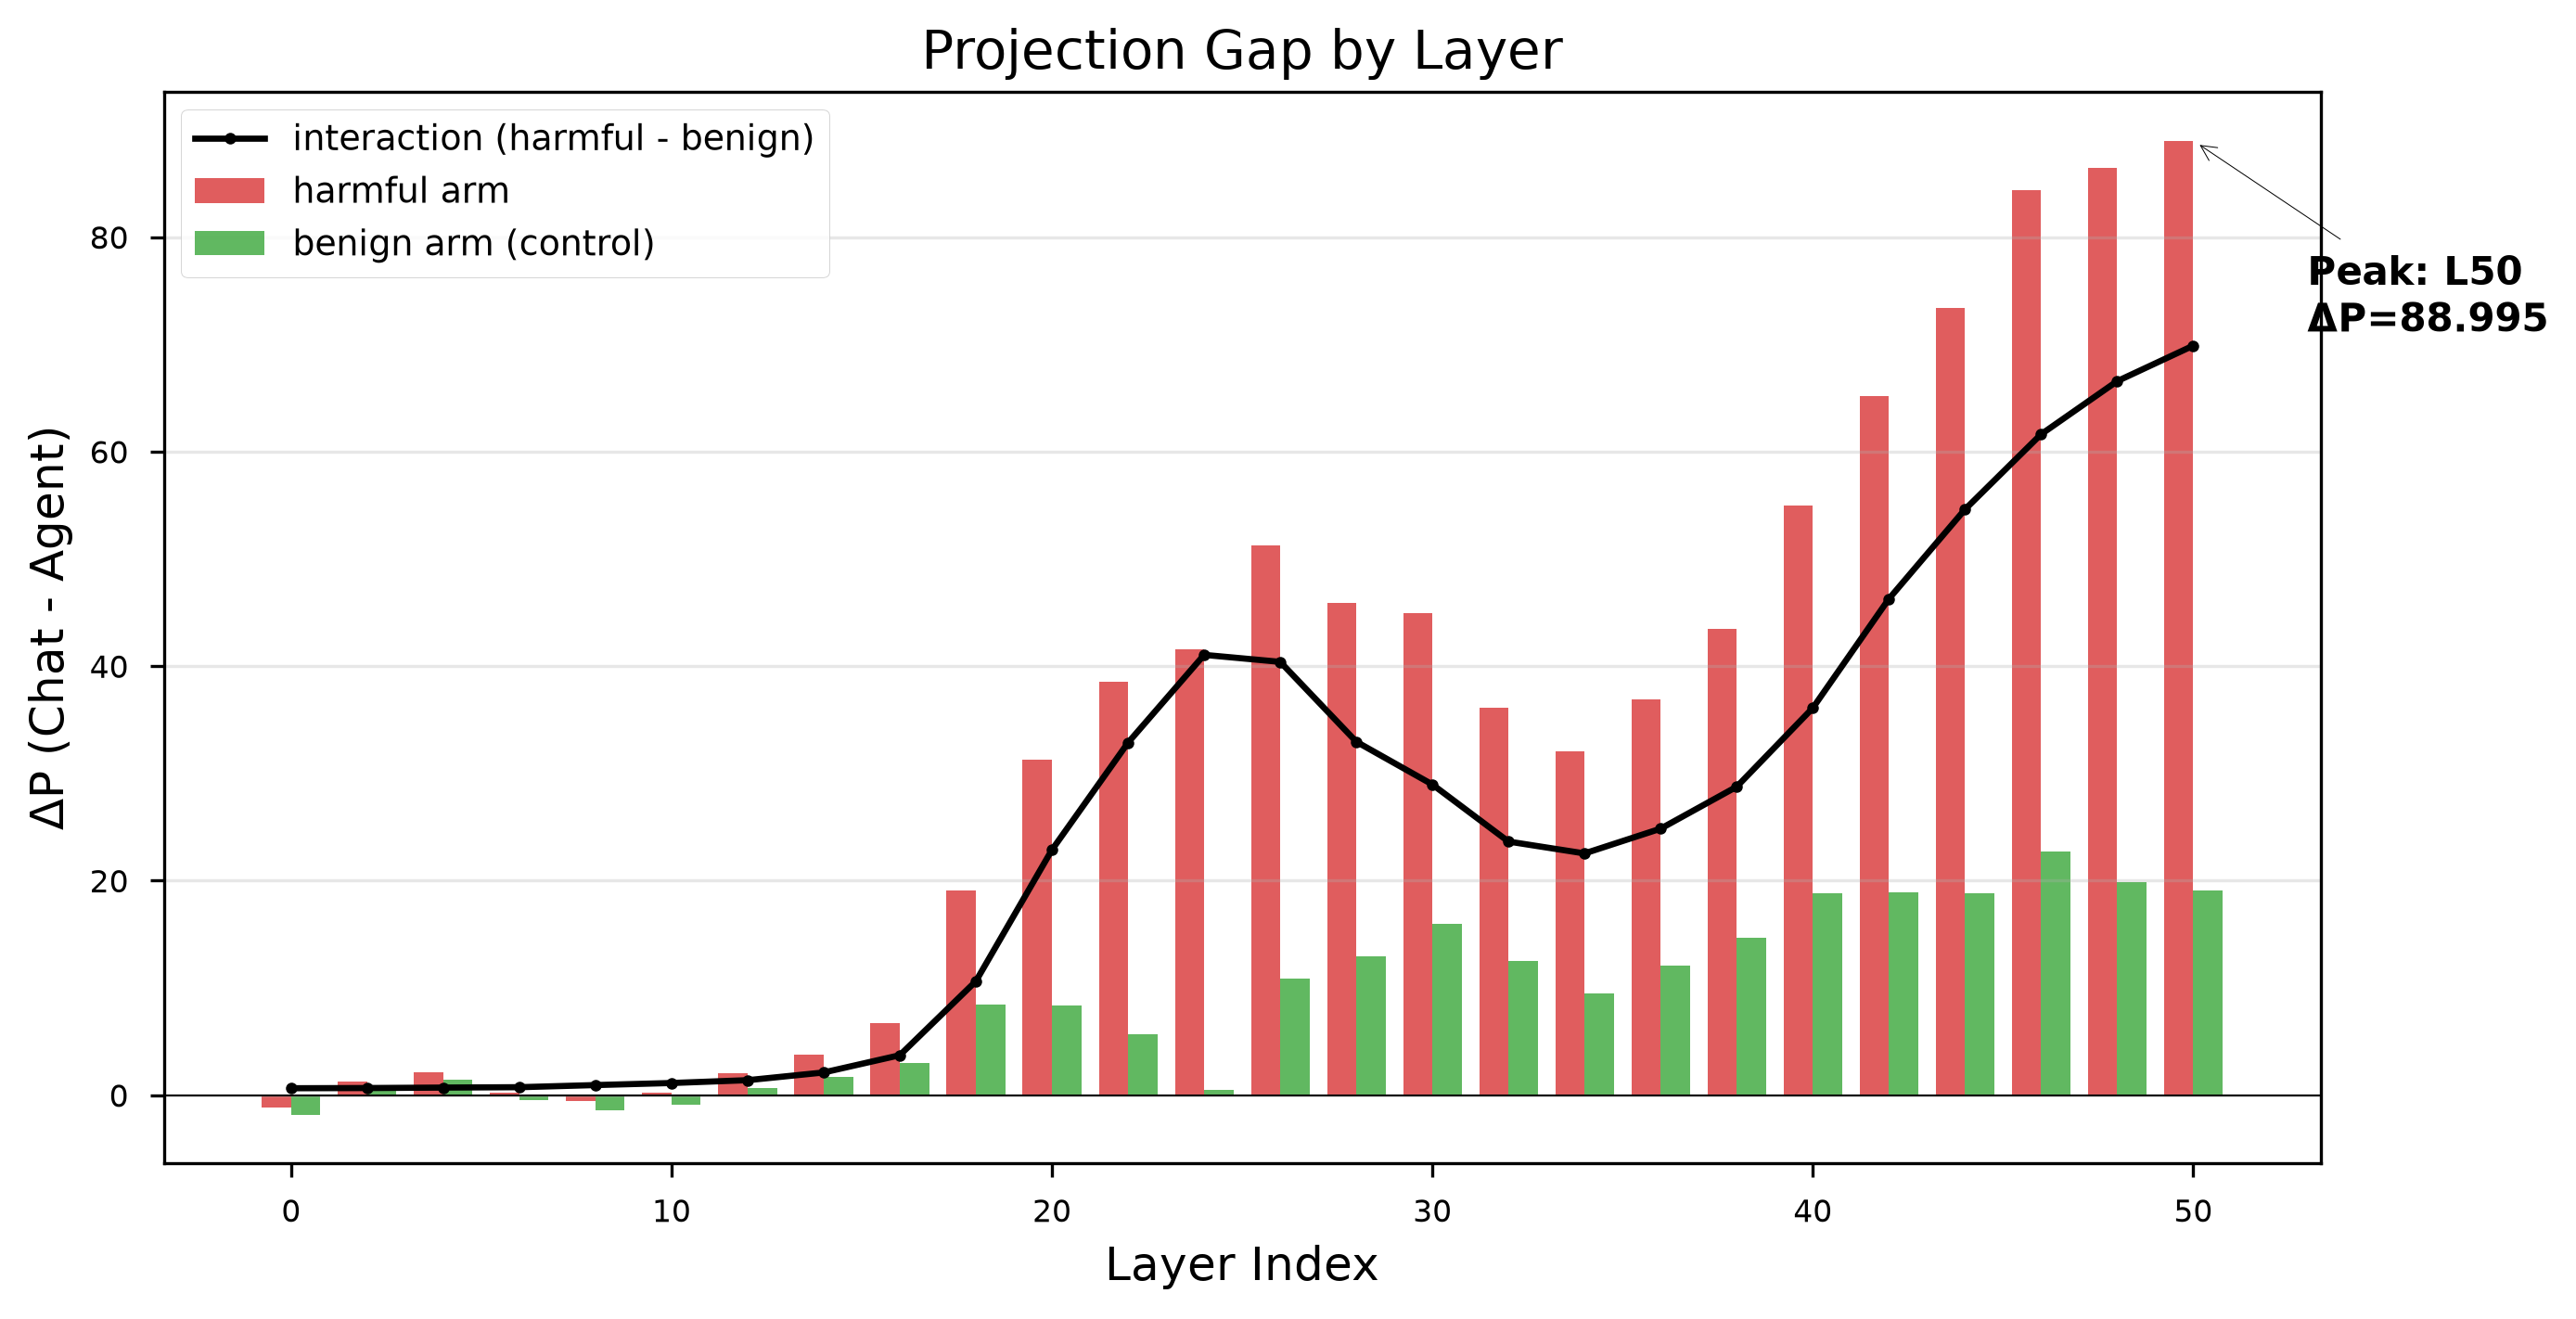 Projection Gap by Layer
interaction (harmful - benign)
harmful arm
benign arm (control)
Peak: L50
ΔP=88.995
ΔP (Chat - Agent)
80
60
40
20
0
0 10 20 30 40 50
Layer Index